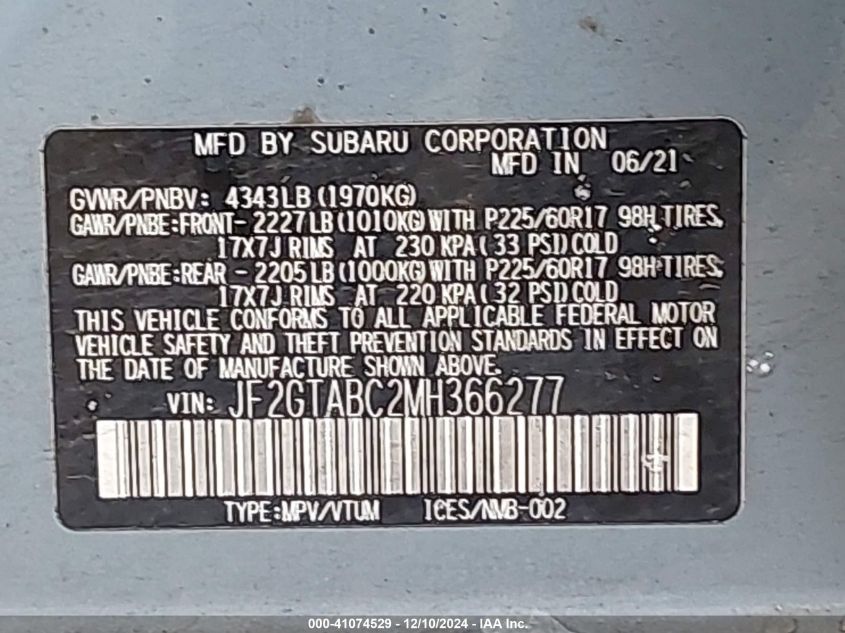 MFD BY SUBARU CORPORATION
MFD IN 06/21
GVWR/PNBV: 4343LB (1970KG)
GAWR/PNBE:FRONT- 2227LB (1010KG) WITH P225/60R17 98H TIRES,
17X7J RIMS AT 230 KPA ( 33 PSI) COLD
GAWR/PNBE:REAR - 2205LB (1000KG) WITH P225/60R17 98H TIRES,
17X7J RIMS AT 220 KPA ( 32 PSI) COLD
THIS VEHICLE CONFORMS TO ALL APPLICABLE FEDERAL MOTOR
VEHICLE SAFETY AND THEFT PREVENTION STANDARDS IN EFFECT ON
THE DATE OF MANUFACTURE SHOWN ABOVE.
VIN: JF2GTABC2MH366277
TYPE:MPV/VTUM ICES/NMB-002
000-41074529 - 12/10/2024 - IAA Inc.